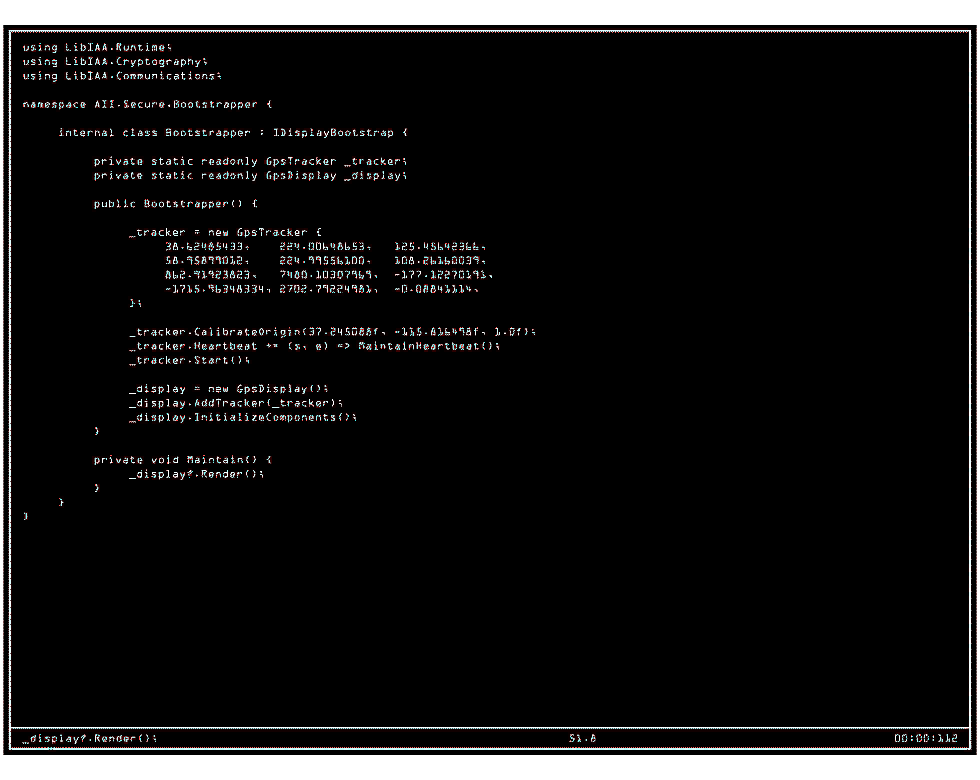 using LibIAA.Runtime;
using LibIAA.Cryptography;
using LibIAA.Communications;
namespace AII.Secure.Bootstrapper {
internal class Bootstrapper : IDisplayBootstrap {
private static readonly GpsTracker _tracker;
private static readonly GpsDisplay _display;
public Bootstrapper() {
_tracker = new GpsTracker {
38.62485433, 224.00648653, 125.45642366,
58.95899012, 224.99556100, 108.26160039,
862.91923823, 7480.10307969, -177.12270191,
-1715.96348334, 2702.79224981, -0.08841114,
};
_tracker.CalibrateOrigin(37.245088f, -115.816498f, 1.0f);
_tracker.Heartbeat += (s, e) => MaintainHeartbeat();
_tracker.Start();
_display = new GpsDisplay();
_display.AddTracker(_tracker);
_display.InitializeComponents();
}
private void Maintain() {
_display?.Render();
}
}
}
_display?.Render(); 51.8 00:00:112